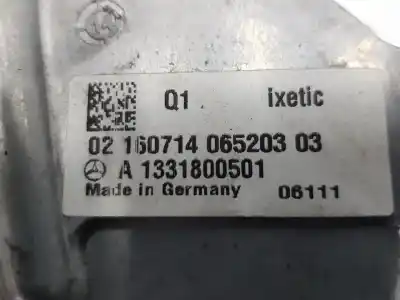 Q1 ixetic
02 160714 065203 03
A 1331800501
Made in Germany 06111